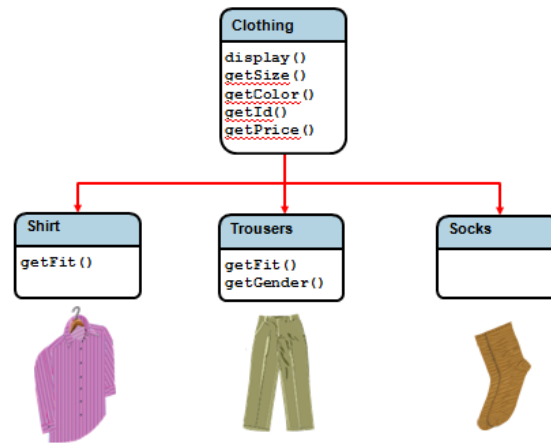 Clothing
display()
getSize()
getColor()
getId()
getPrice()
Shirt
getFit()
Trousers
getFit()
getGender()
Socks